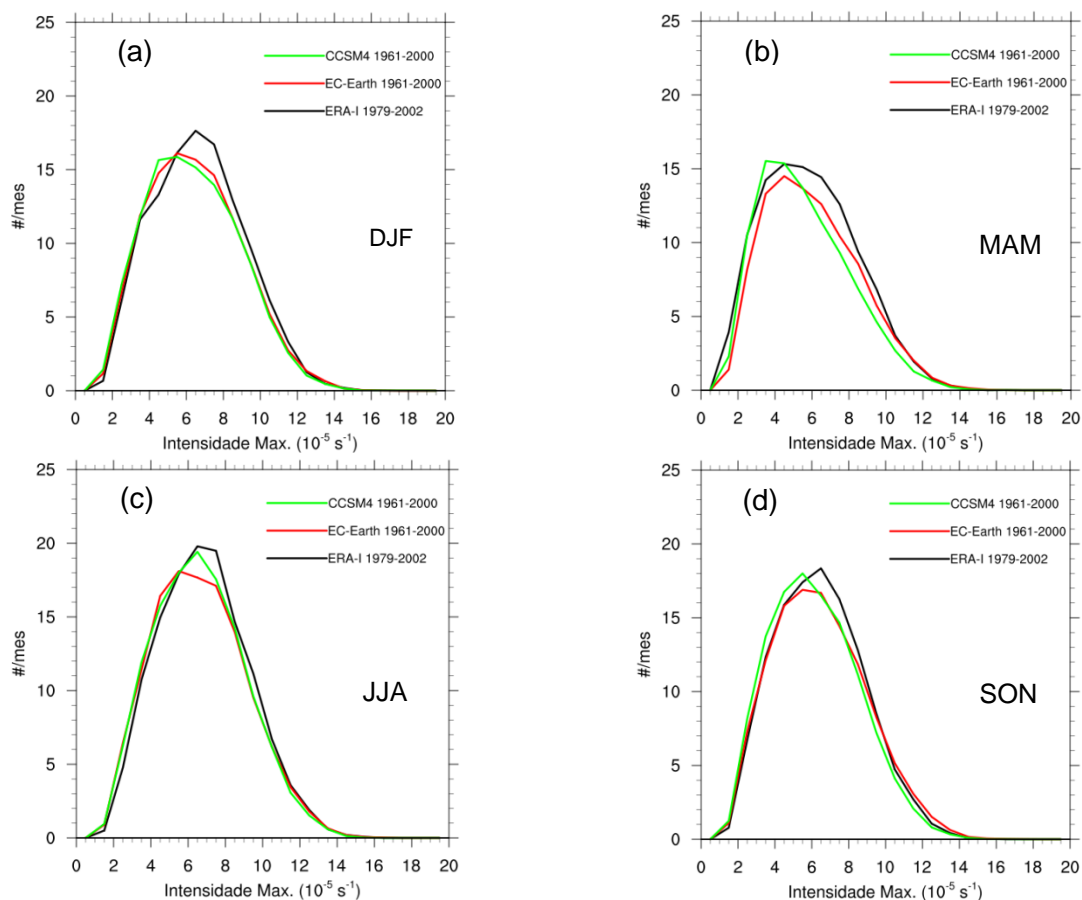 (a)
CCSM4 1961-2000
EC-Earth 1961-2000
ERA-I 1979-2002
DJF
#/mes
25
20
15
10
5
0
0 2 4 6 8 10 12 14 16 18 20
Intensidade Max. (10⁻⁵ s⁻¹)
(b)
CCSM4 1961-2000
EC-Earth 1961-2000
ERA-I 1979-2002
MAM
#/mes
25
20
15
10
5
0
0 2 4 6 8 10 12 14 16 18 20
Intensidade Max. (10⁻⁵ s⁻¹)
(c)
CCSM4 1961-2000
EC-Earth 1961-2000
ERA-I 1979-2002
JJA
#/mes
25
20
15
10
5
0
0 2 4 6 8 10 12 14 16 18 20
Intensidade Max. (10⁻⁵ s⁻¹)
(d)
CCSM4 1961-2000
EC-Earth 1961-2000
ERA-I 1979-2002
SON
#/mes
25
20
15
10
5
0
0 2 4 6 8 10 12 14 16 18 20
Intensidade Max. (10⁻⁵ s⁻¹)